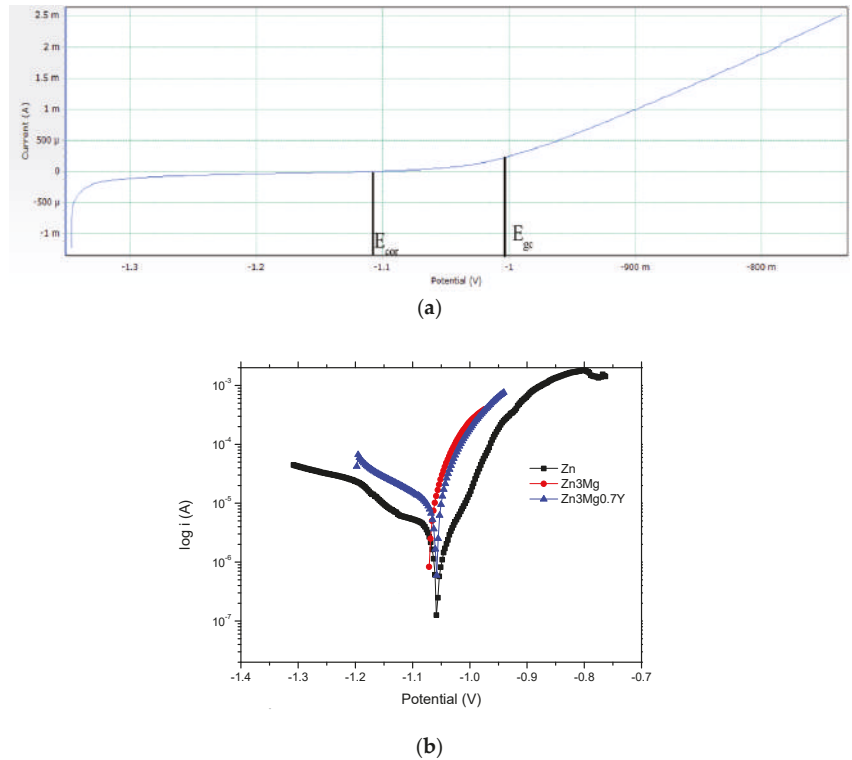 2.5 m
2 m
1.5 m
1 m
500 µ
0
-500 µ
-1 m
Current (A)
E_cor
E_gc
-1.3
-1.2
-1.1
-1
-900 m
-800 m
Potential (V)
(a)
10^-3
10^-4
10^-5
10^-6
10^-7
log i (A)
Zn
Zn3Mg
Zn3Mg0.7Y
-1.4
-1.3
-1.2
-1.1
-1.0
-0.9
-0.8
-0.7
Potential (V)
(b)